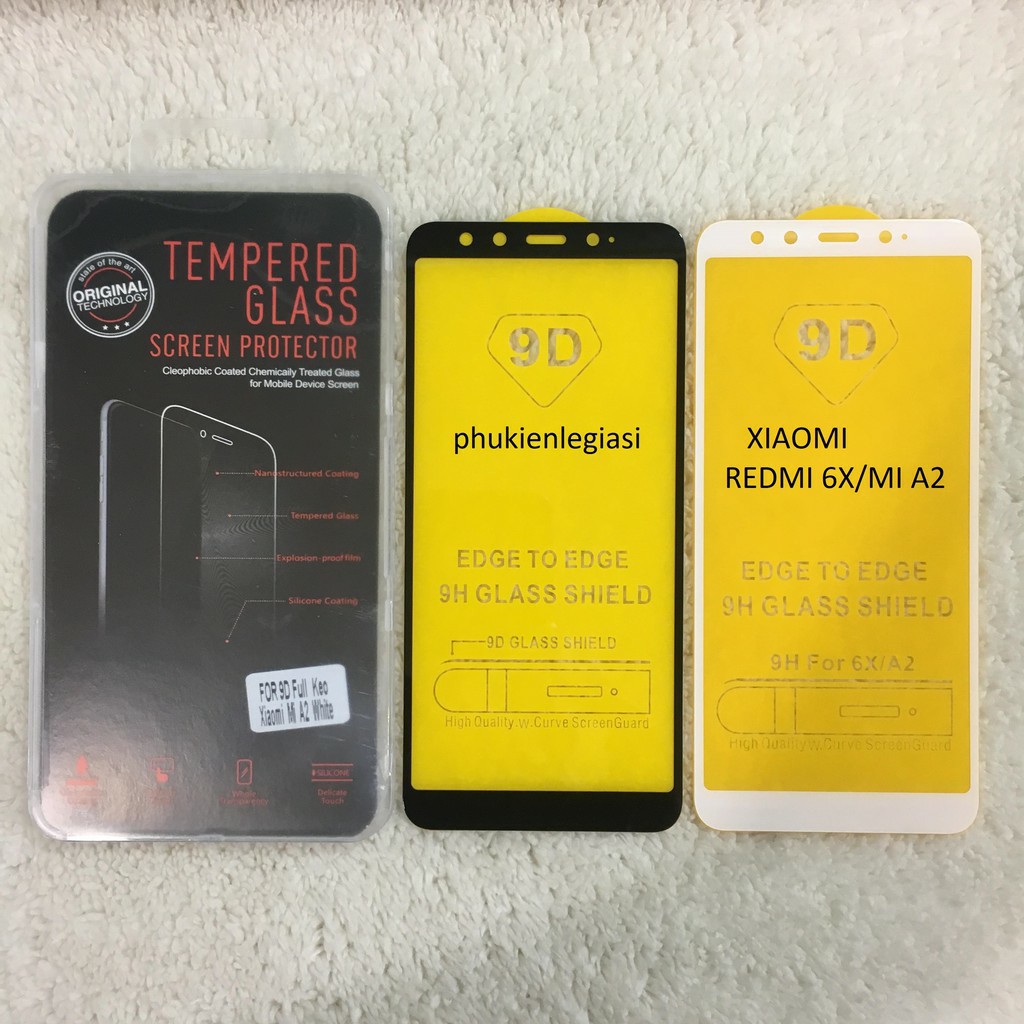 state of the art
ORIGINAL
TECHNOLOGY
TEMPERED
GLASS
SCREEN PROTECTOR
Cleophobic Coated Chemically Treated Glass
for Mobile Device Screen
Nanostructured Coating
Tempered Glass
Explosion-proof film
Silicone Coating
FOR 9D Full Keo
Xiaomi Mi A2 White
SILICONE
Delicate
Touch
9D
phukienlegiasi
EDGE TO EDGE
9H GLASS SHIELD
9D GLASS SHIELD
High Quality.w.Curve ScreenGuard
9D
XIAOMI
REDMI 6X/MI A2
EDGE TO EDGE
9H GLASS SHIELD
9H For 6X/A2
High Quality.w.Curve ScreenGuard